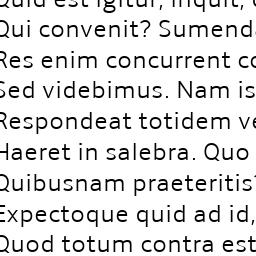 Quid est igitur, inquit,
Qui convenit? Sumenda
Res enim concurrent co
Sed videbimus. Nam is
Respondeat totidem ve
Haeret in salebra. Quo
Quibusnam praeteritis?
Expectoque quid ad id,
Quod totum contra est